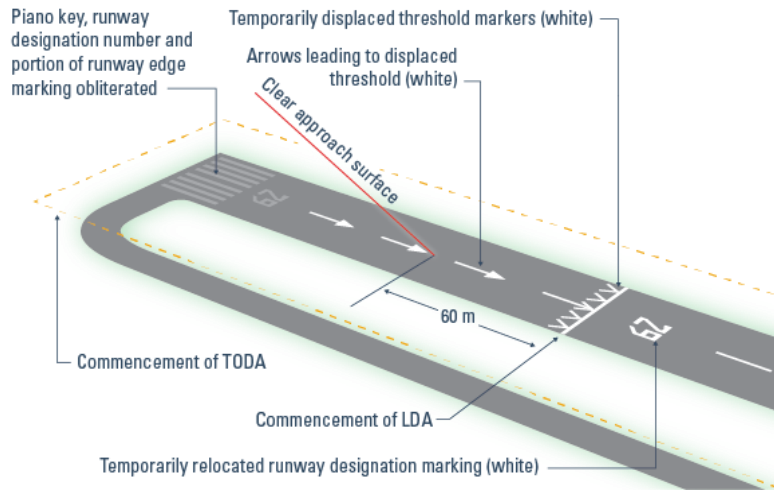 Piano key, runway
designation number and
portion of runway edge
marking obliterated
Temporarily displaced threshold markers (white)
Arrows leading to displaced
threshold (white)
Clear approach surface
29
60 m
29
Commencement of TODA
Commencement of LDA
Temporarily relocated runway designation marking (white)